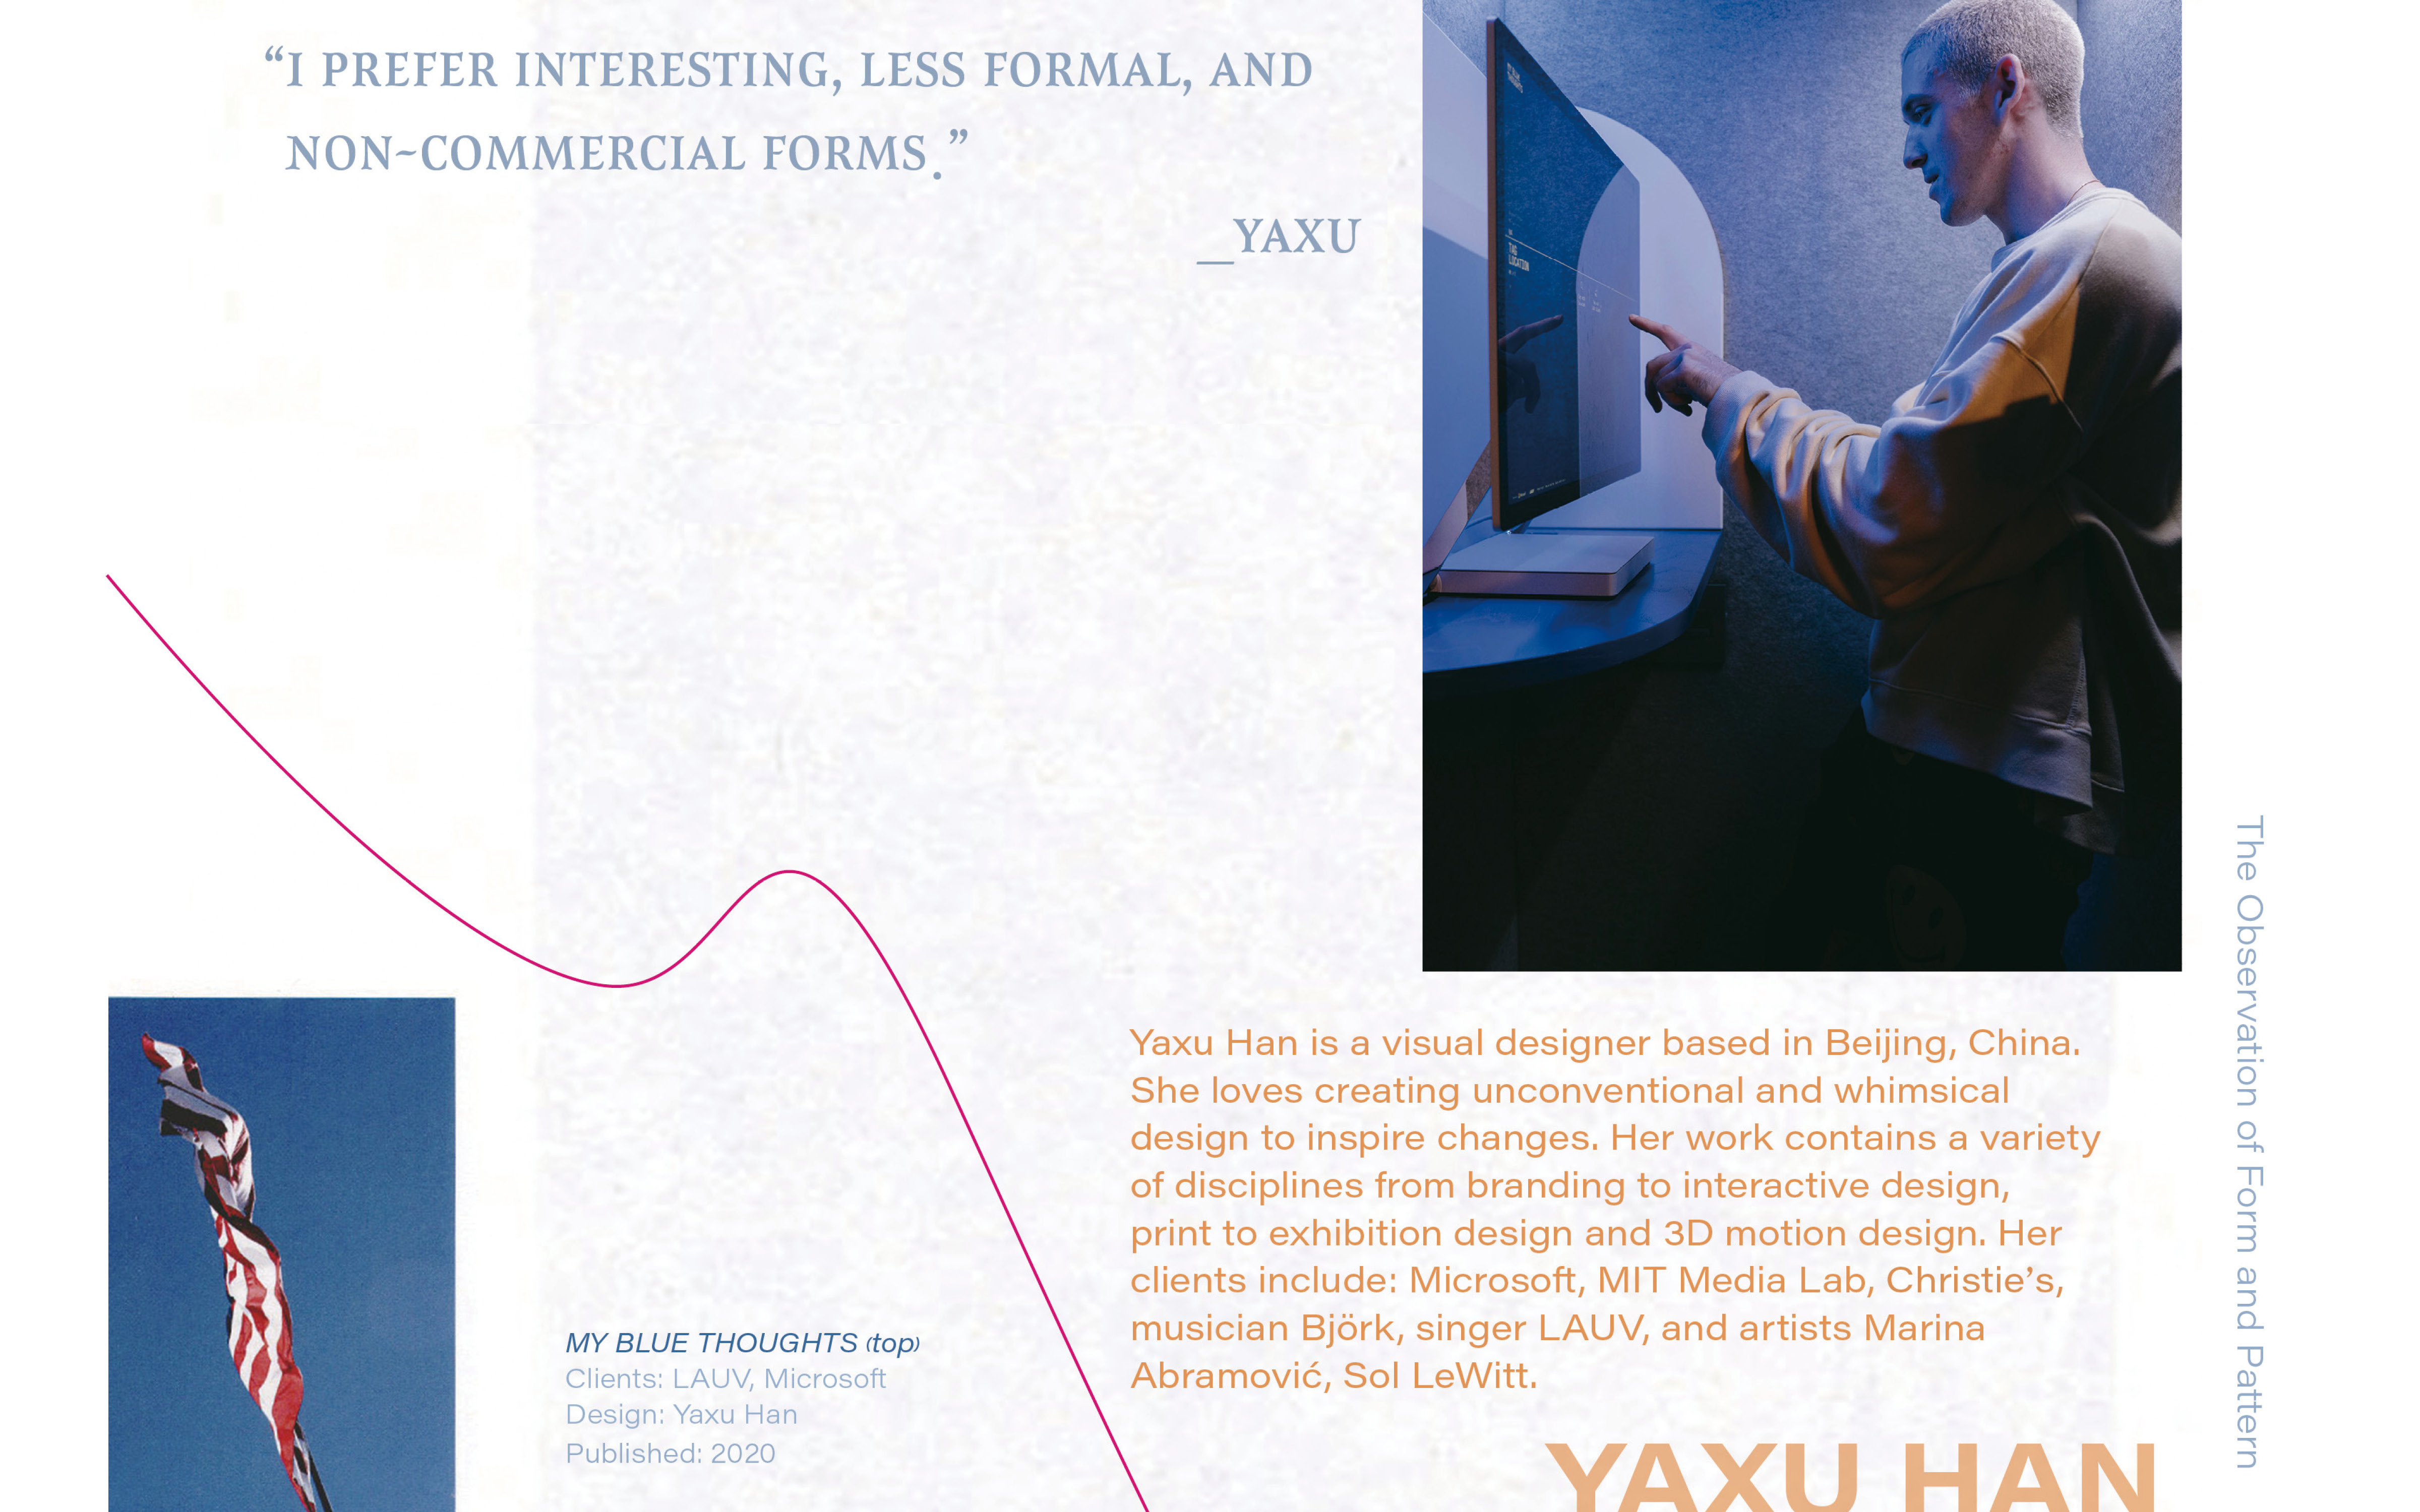 “I PREFER INTERESTING, LESS FORMAL, AND
NON~COMMERCIAL FORMS.”
_YAXU
TAG
LOCATION
The Observation of Form and Pattern
Yaxu Han is a visual designer based in Beijing, China.
She loves creating unconventional and whimsical
design to inspire changes. Her work contains a variety
of disciplines from branding to interactive design,
print to exhibition design and 3D motion design. Her
clients include: Microsoft, MIT Media Lab, Christie’s,
musician Björk, singer LAUV, and artists Marina
Abramović, Sol LeWitt.
MY BLUE THOUGHTS (top)
Clients: LAUV, Microsoft
Design: Yaxu Han
Published: 2020
YAXU HAN